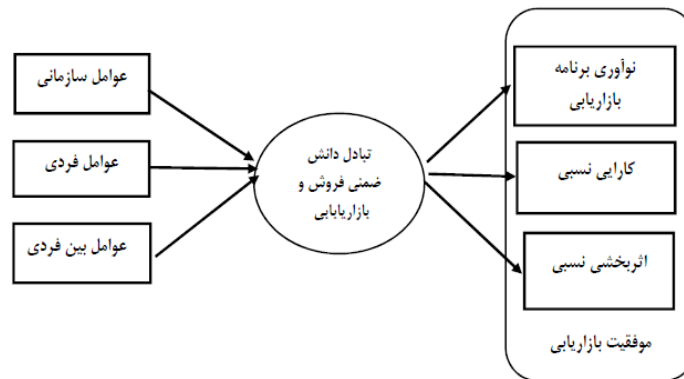 عوامل سازمانی
عوامل فردی
عوامل بین فردی
تبادل دانش
ضمنی فروش و
بازاریابایی
نوآوری برنامه
بازاریابی
کارایی نسبی
اثربخشی نسبی
موفقیت بازاریابی